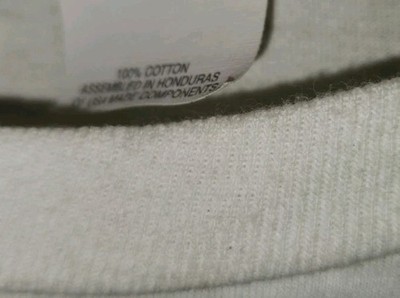 100% COTTON
ASSEMBLED IN HONDURAS
OF USA MADE COMPONENTS